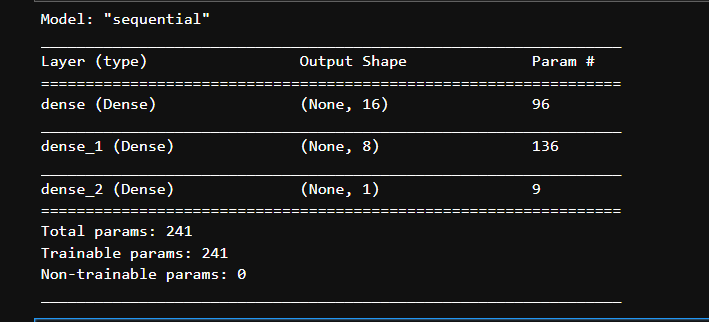 Model: "sequential"
_________________________________________________________________
Layer (type)                 Output Shape              Param #
=================================================================
dense (Dense)                (None, 16)                96
_________________________________________________________________
dense_1 (Dense)              (None, 8)                 136
_________________________________________________________________
dense_2 (Dense)              (None, 1)                 9
=================================================================
Total params: 241
Trainable params: 241
Non-trainable params: 0
_________________________________________________________________